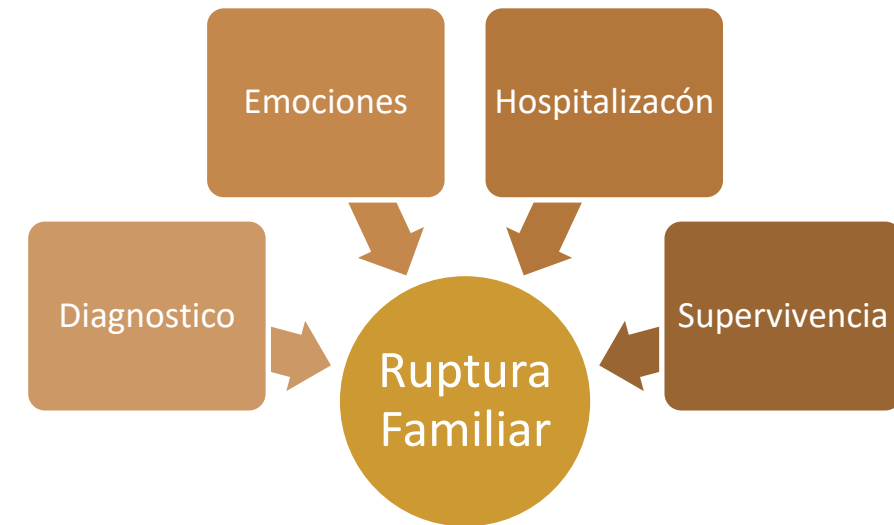 Emociones
Hospitalizacón
Diagnostico
Supervivencia
Ruptura
Familiar